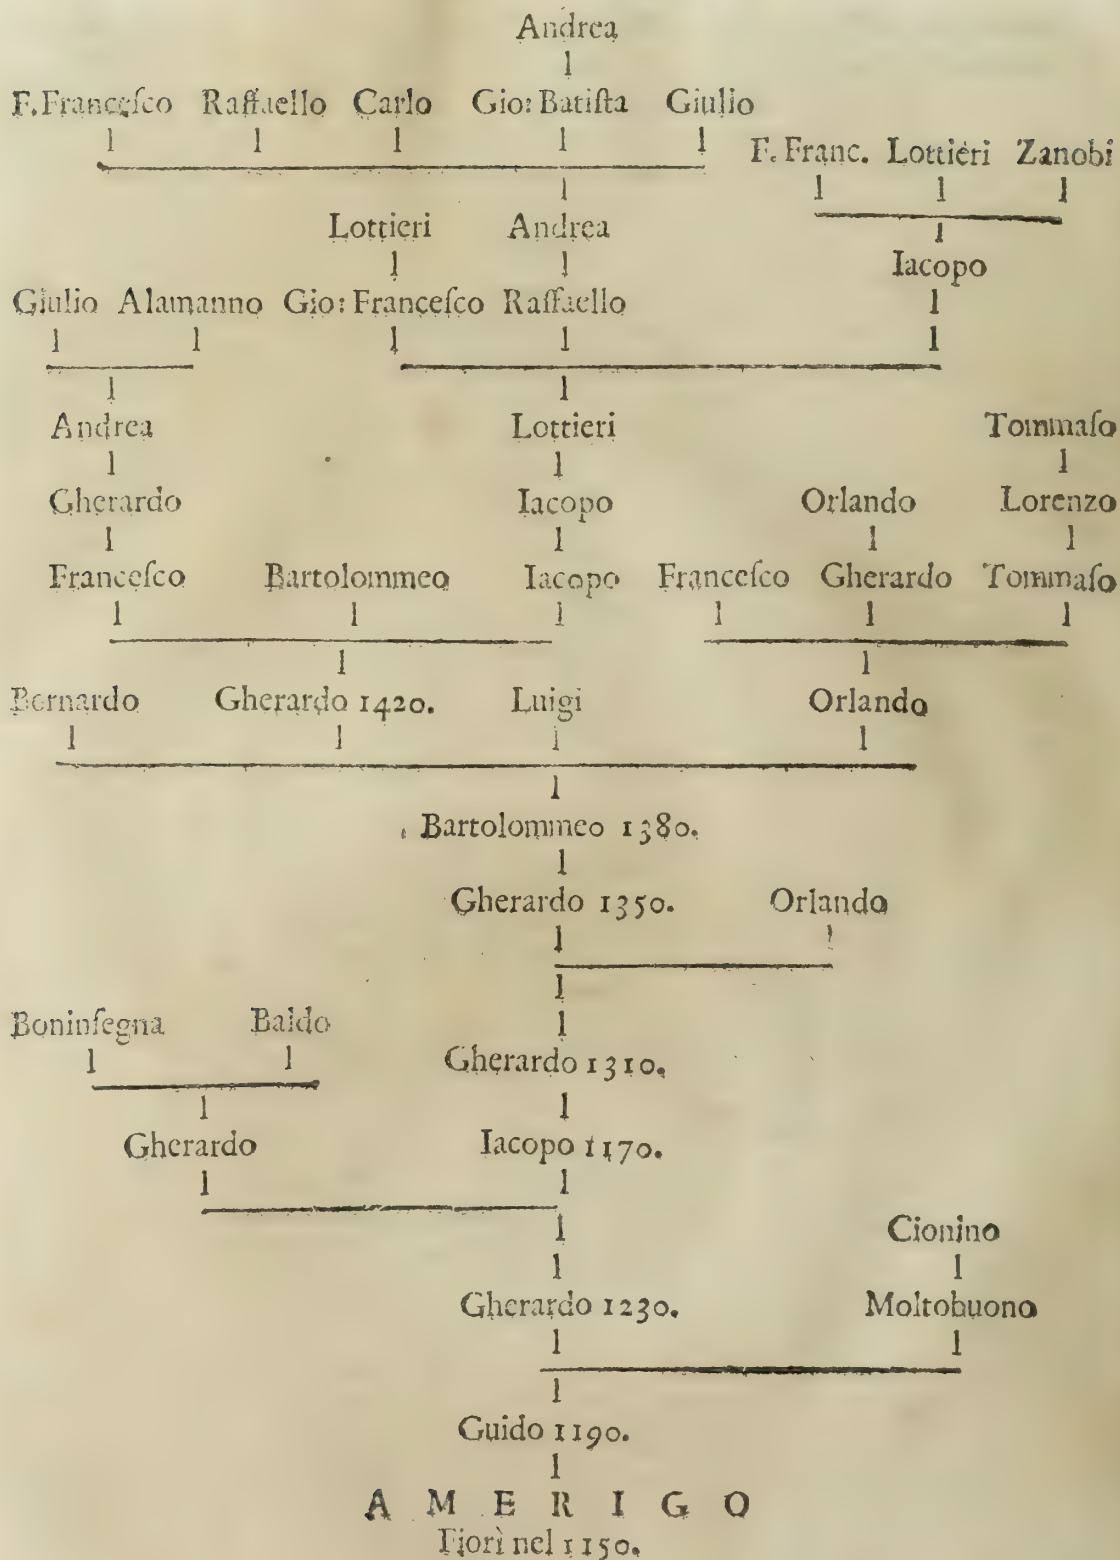 Andrea
F. Franceſco Raffaello Carlo Gio: Batiſta Giulio
F. Franc. Lottieri Zanobi
Lottieri Andrea
Iacopo
Giulio Alamanno Gio: Franceſco Raffaello
Andrea Lottieri Tommaſo
Gherardo Iacopo Orlando Lorenzo
Franceſco Bartolommeo Iacopo Franceſco Gherardo Tommaſo
Bernardo Gherardo 1420. Luigi Orlando
Bartolommeo 1380.
Gherardo 1350. Orlando
Boninſegna Baldo
Gherardo 1310.
Gherardo Iacopo 1170.
Cionino
Gherardo 1230. Moltobuono
Guido 1190.
AMERIGO
Fiorì nel 1150.